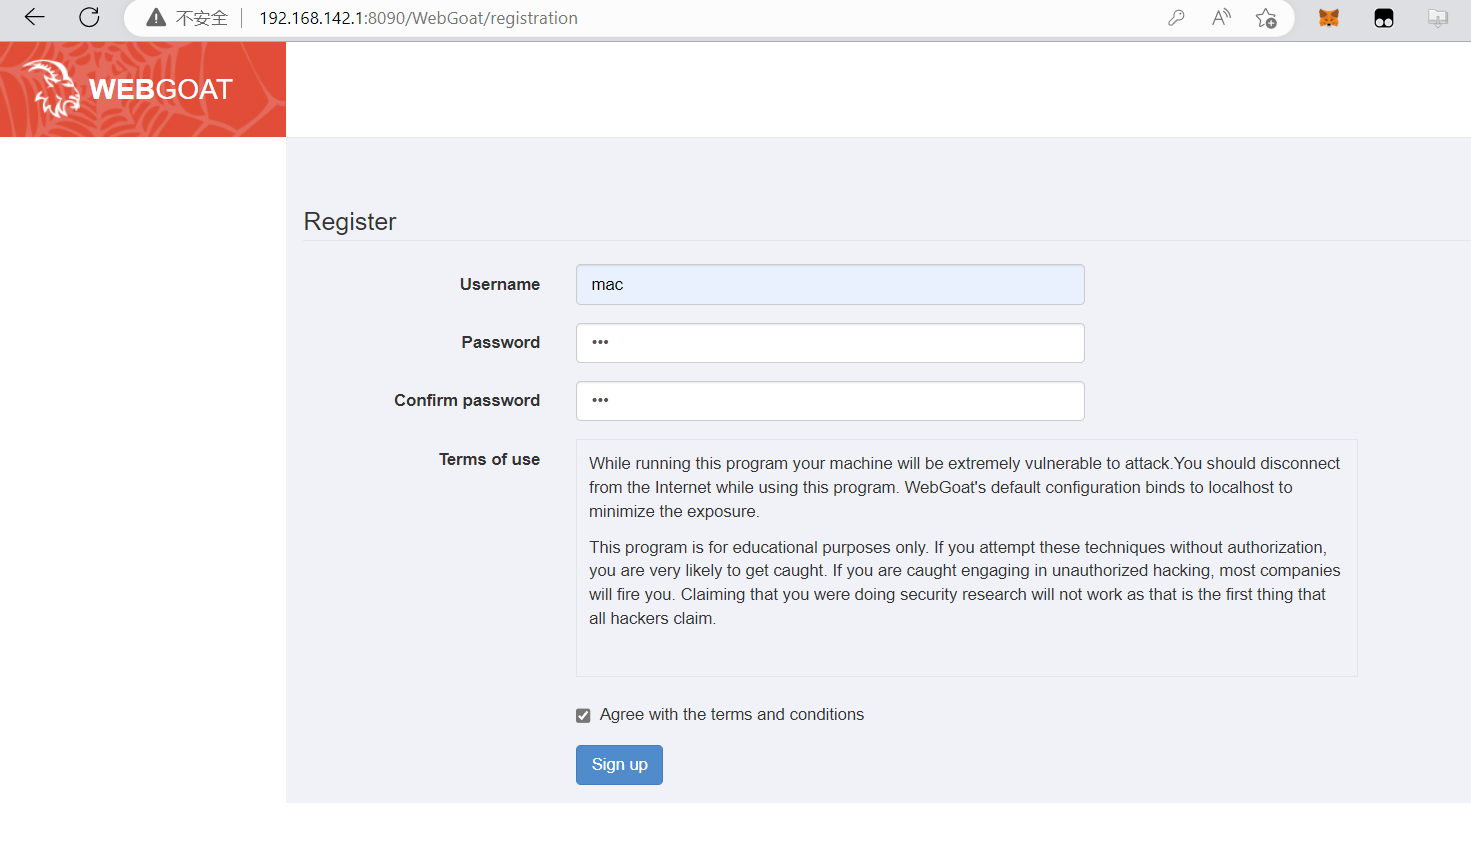 不安全 192.168.142.1:8090/WebGoat/registration
WEBGOAT
Register
Username mac
Password •••
Confirm password •••
Terms of use
While running this program your machine will be extremely vulnerable to attack.You should disconnect
from the Internet while using this program. WebGoat's default configuration binds to localhost to
minimize the exposure.
This program is for educational purposes only. If you attempt these techniques without authorization,
you are very likely to get caught. If you are caught engaging in unauthorized hacking, most companies
will fire you. Claiming that you were doing security research will not work as that is the first thing that
all hackers claim.
Agree with the terms and conditions
Sign up